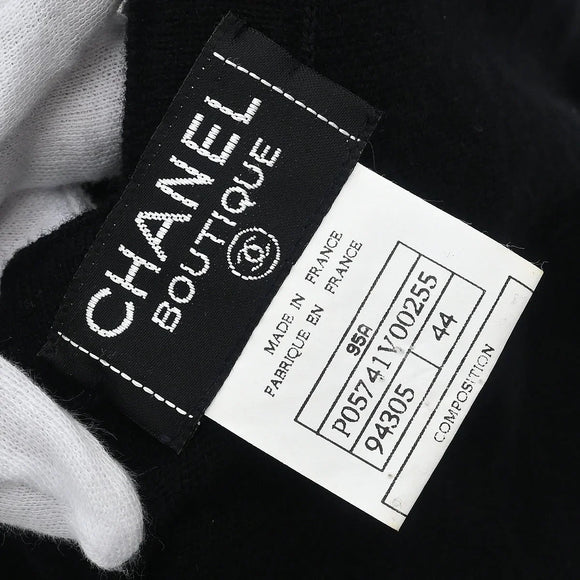 CHANEL
BOUTIQUE
MADE IN FRANCE
FABRIQUE EN FRANCE
95A
P05741V00255
94305 44
COMPOSITION